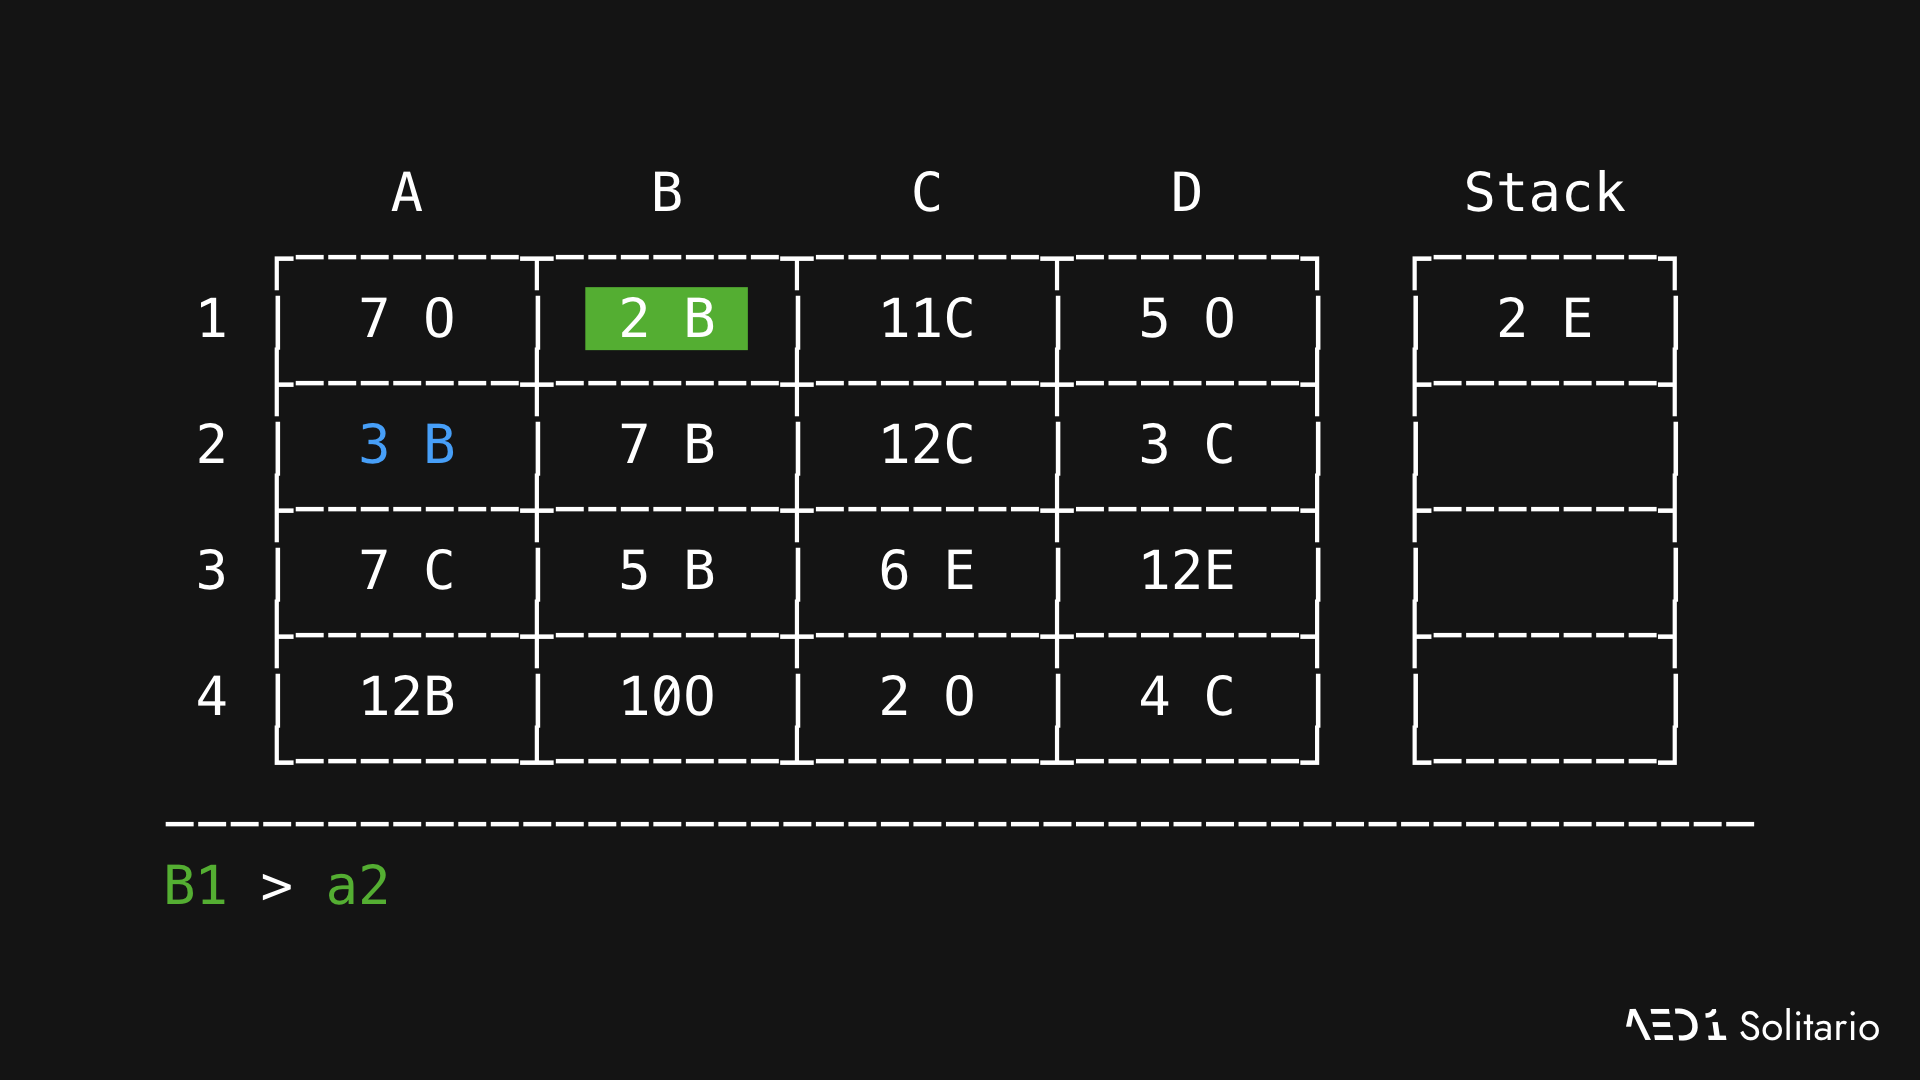 A B C D Stack
1 7 O 2 B 11C 5 O 2 E
2 3 B 7 B 12C 3 C
3 7 C 5 B 6 E 12E
4 12B 10O 2 O 4 C
B1 > a2
AED1 Solitario